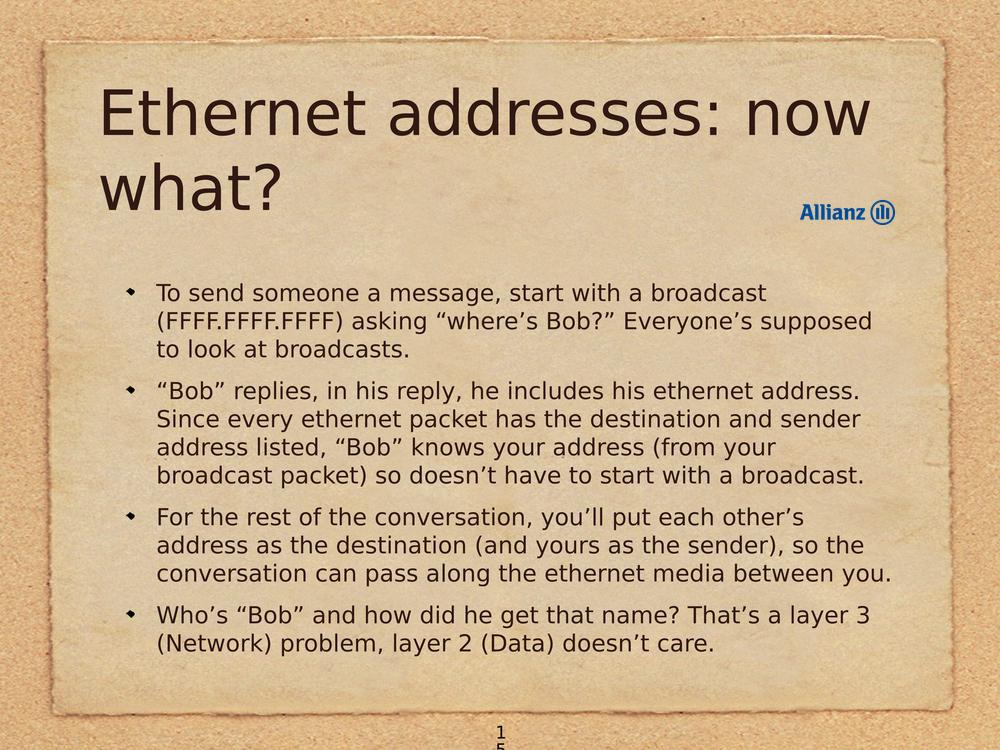 Ethernet addresses: now
what?
Allianz
To send someone a message, start with a broadcast
(FFFF.FFFF.FFFF) asking “where’s Bob?” Everyone’s supposed
to look at broadcasts.
“Bob” replies, in his reply, he includes his ethernet address.
Since every ethernet packet has the destination and sender
address listed, “Bob” knows your address (from your
broadcast packet) so doesn’t have to start with a broadcast.
For the rest of the conversation, you’ll put each other’s
address as the destination (and yours as the sender), so the
conversation can pass along the ethernet media between you.
Who’s “Bob” and how did he get that name? That’s a layer 3
(Network) problem, layer 2 (Data) doesn’t care.
1
5